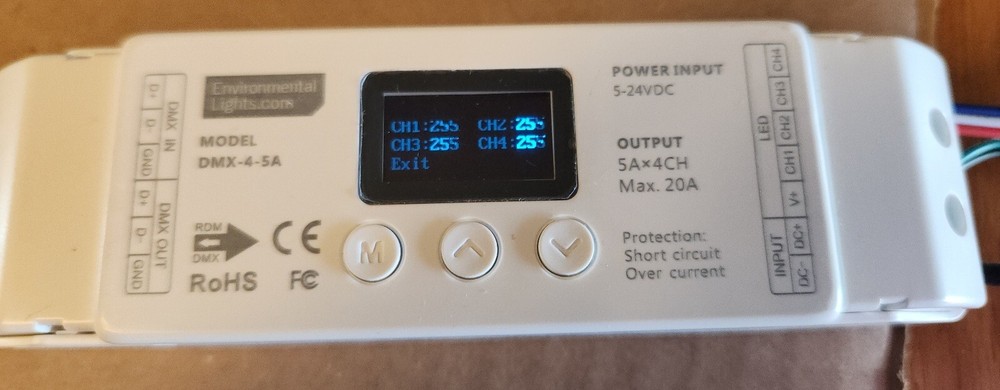 D+
D-
GND
DMX IN
D+
D-
GND
DMX OUT
Environmental
Lights.com
MODEL
DMX-4-5A
RDM
DMX
CE
RoHS
FC
CH1:255 CH2:255
CH3:255 CH4:255
Exit
M
POWER INPUT
5-24VDC
OUTPUT
5A×4CH
Max. 20A
Protection:
Short circuit
Over current
LED
CH4
CH3
CH2
CH1
V+
INPUT
DC+
DC-